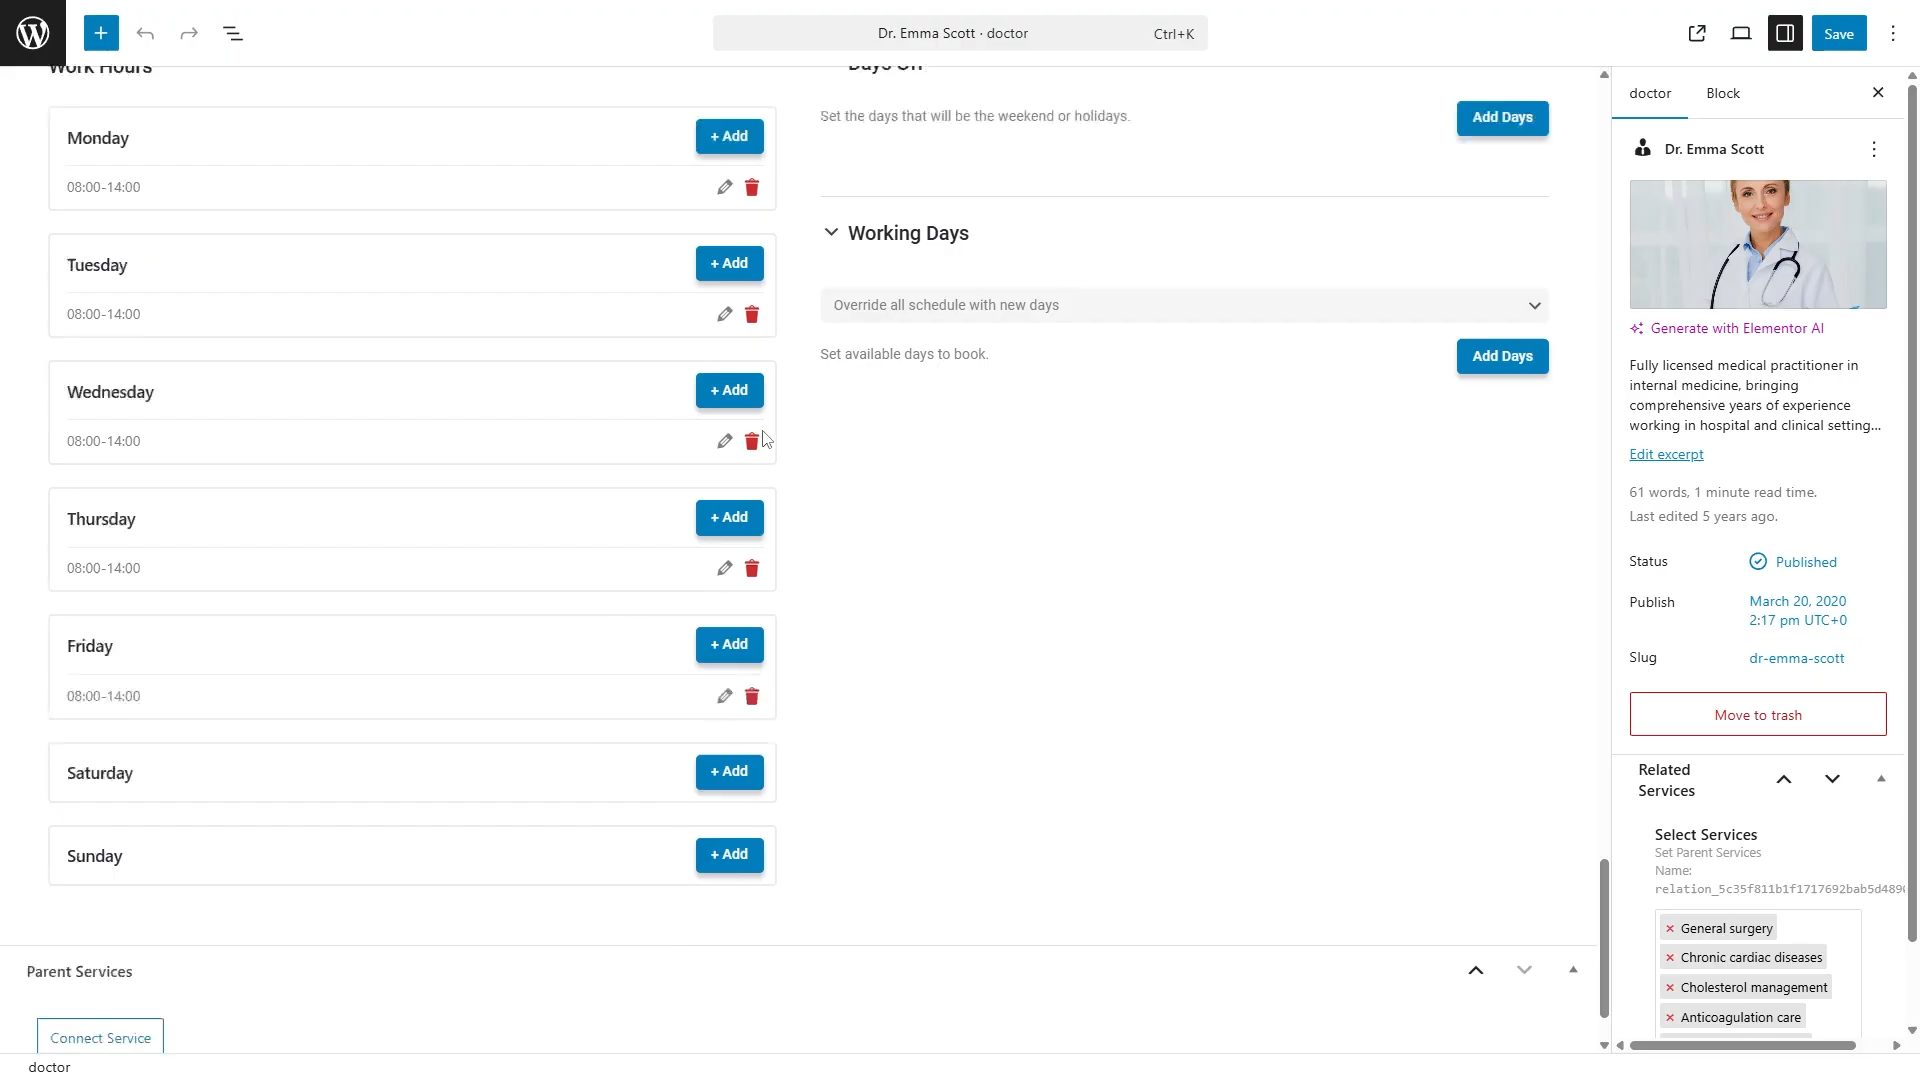 Dr. Emma Scott · doctor
Ctrl+K
Save
Work Hours
Monday
+ Add
08:00-14:00
Tuesday
+ Add
08:00-14:00
Wednesday
+ Add
08:00-14:00
Thursday
+ Add
08:00-14:00
Friday
+ Add
08:00-14:00
Saturday
+ Add
Sunday
+ Add
Days Off
Set the days that will be the weekend or holidays.
Add Days
Working Days
Override all schedule with new days
Set available days to book.
Add Days
Parent Services
Connect Service
doctor
doctor
Block
Dr. Emma Scott
Generate with Elementor AI
Fully licensed medical practitioner in
internal medicine, bringing
comprehensive years of experience
working in hospital and clinical setting...
Edit excerpt
61 words, 1 minute read time.
Last edited 5 years ago.
Status
Published
Publish
March 20, 2020
2:17 pm UTC+0
Slug
dr-emma-scott
Move to trash
Related
Services
Select Services
Set Parent Services
Name:
relation_5c35f811b1f1717692bab5d489
General surgery
Chronic cardiac diseases
Cholesterol management
Anticoagulation care